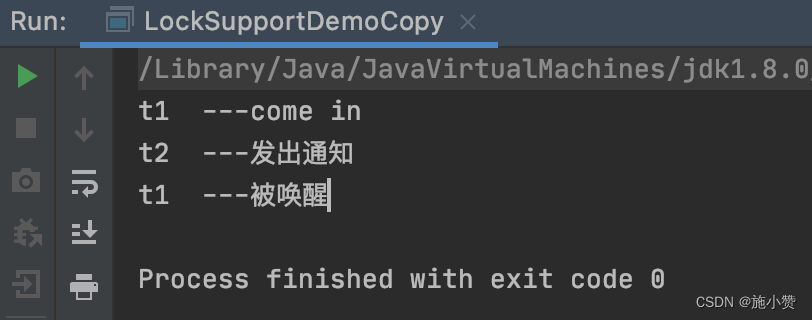 Run: LockSupportDemoCopy
/Library/Java/JavaVirtualMachines/jdk1.8.0
t1 ---come in
t2 ---发出通知
t1 ---被唤醒
Process finished with exit code 0
CSDN @施小赞